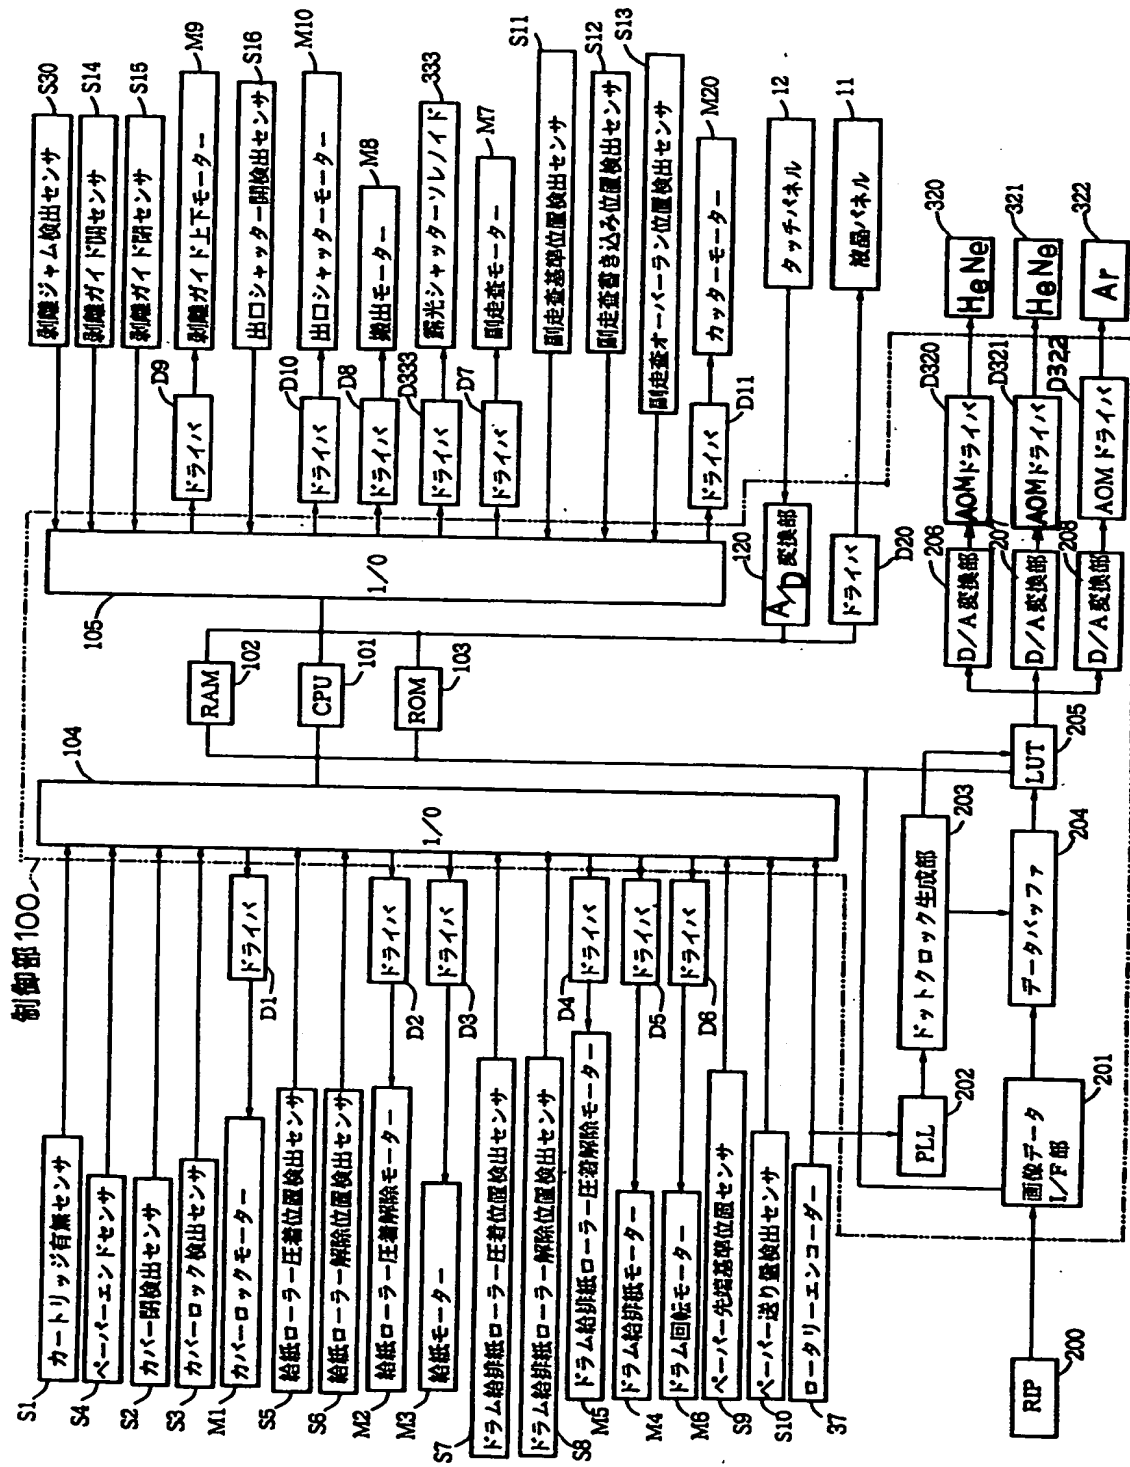 制御部100
S1
カートリッジ有無センサ
S4
ペーパーエンドセンサ
S2
カバー閉検出センサ
S3
カバーロック検出センサ
M1
カバーロックモーター
ドライバ
D1
S5
給紙ローラー圧着位置検出センサ
S6
給紙ローラー解除位置検出センサ
M2
給紙ローラー圧着解除モーター
ドライバ
D2
M3
給紙モーター
ドライバ
D3
S7
ドラム給排紙ローラー圧着位置検出センサ
S8
ドラム給排紙ローラー解除位置検出センサ
M5
ドラム給排紙ローラー圧着解除モーター
ドライバ
D4
M4
ドラム給排紙モーター
ドライバ
D5
M6
ドラム回転モーター
ドライバ
D6
S9
ペーパー先端基準位置センサ
S10
ペーパー送り量検出センサ
37
ロータリーエンコーダー
104
I/O
RAM
102
CPU
101
ROM
103
105
I/O
剥離ジャム検出センサ
S30
剥離ガイド開センサ
S14
剥離ガイド閉センサ
S15
D9
ドライバ
剥離ガイド上下モーター
M9
出口シャッター開検出センサ
S16
D10
ドライバ
出口シャッターモーター
M10
D8
ドライバ
搬出モーター
M8
D333
ドライバ
露光シャッターソレノイド
333
D7
ドライバ
副走査モーター
M7
副走査基準位置検出センサ
S11
副走査書き込み位置検出センサ
S12
副走査オーバーラン位置検出センサ
S13
ドライバ
D11
カッターモーター
M20
120
A/D変換部
タッチパネル
12
ドライバ
D20
液晶パネル
11
RIP
200
画像データ
I/F部
201
PLL
202
ドットクロック生成部
203
データバッファ
204
LUT
205
D/A変換部
206
AOMドライバ
D320
HeNe
320
D/A変換部
207
AOMドライバ
D321
HeNe
321
D/A変換部
208
AOMドライバ
D322
Ar
322